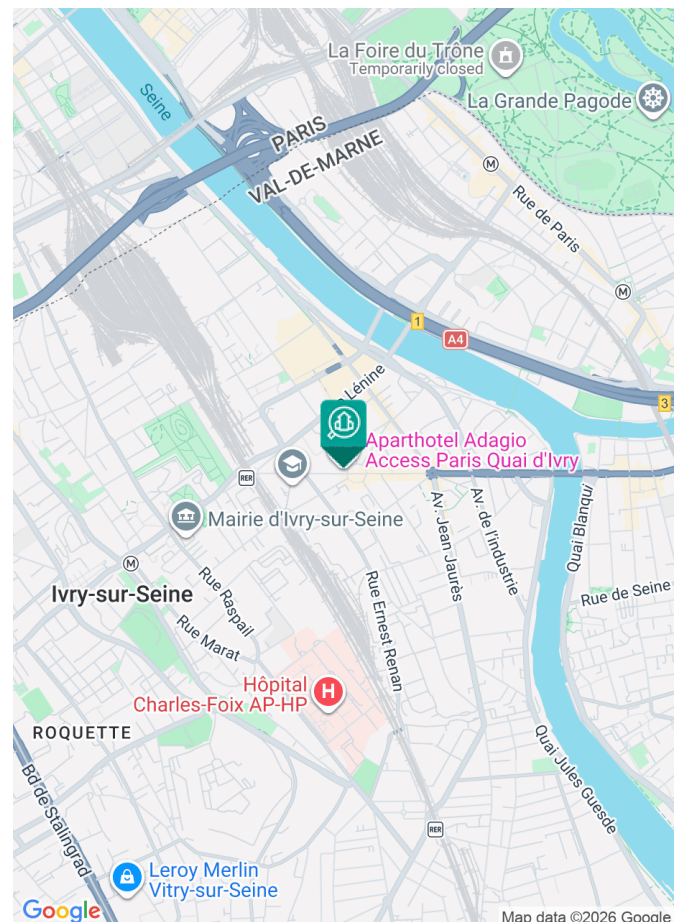 La Foire du Trône
Temporarily closed
La Grande Pagode
Seine
PARIS
VAL-DE-MARNE
M
Rue de Paris
M
1
A4
3
Lénine
Aparthotel Adagio
Access Paris Quai d'Ivry
RER
Mairie d'Ivry-sur-Seine
Av. Jean Jaurès
Av. de l'industrie
Quai Blanqui
M
Ivry-sur-Seine
Rue Raspail
Rue Ernest Renan
Rue de Seine
Rue Marat
Hôpital
Charles-Foix AP-HP
H
ROQUETTE
Bd de Stalingrad
Quai Jules Guesde
RER
Leroy Merlin
Vitry-sur-Seine
Google
Map data ©2026 Google